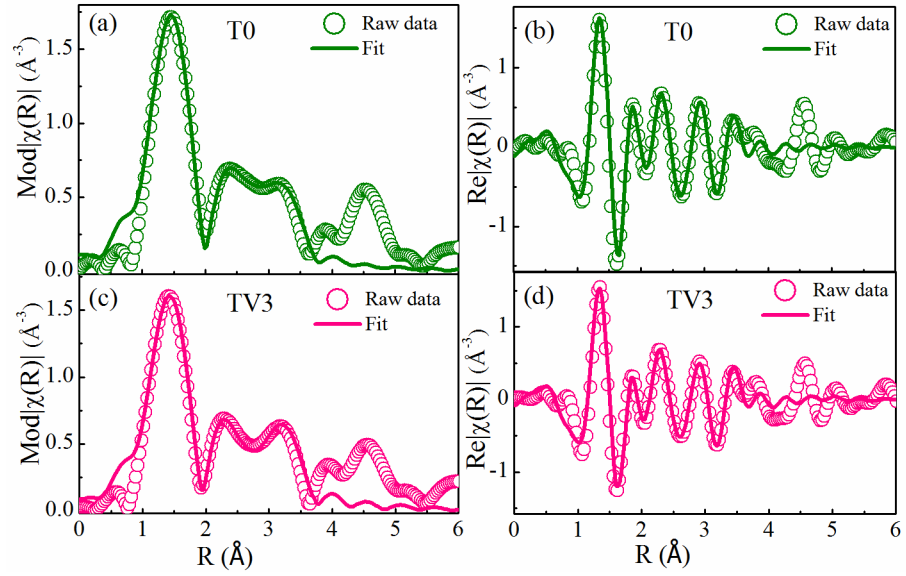 (a)
T0
Raw data
Fit
Mod|χ(R)| (Å⁻³)
1.5
1.0
0.5
0.0
(b)
T0
Raw data
Fit
Re|χ(R)| (Å⁻³)
1
0
-1
(c)
TV3
Raw data
Fit
Mod|χ(R)| (Å⁻³)
1.5
1.0
0.5
0.0
0 1 2 3 4 5 6
R (Å)
(d)
TV3
Raw data
Fit
Re|χ(R)| (Å⁻³)
1
0
-1
0 1 2 3 4 5 6
R (Å)